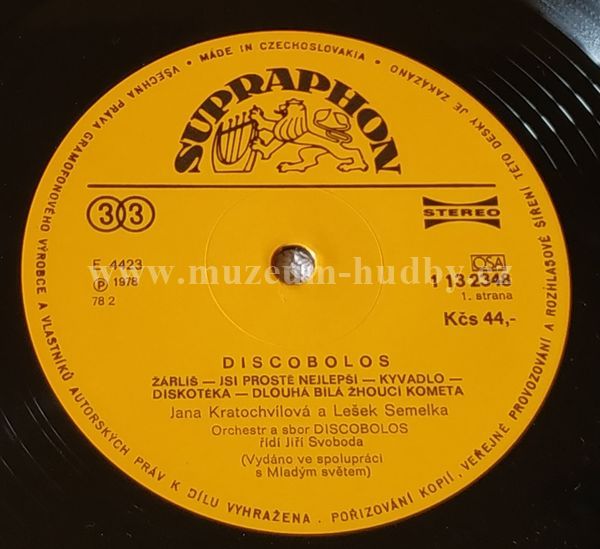 VŠECHNA PRÁVA GRAMOFONOVÉHO VÝROBCE A VLASTNÍKŮ AUTORSKÝCH PRÁV K DÍLU VYHRAŽENA. POŘIZOVÁNÍ KOPIÍ, VEŘEJNÉ PROVOZOVÁNÍ A ROZHLASOVÉ ŠÍŘENÍ TÉTO DESKY JE ZAKÁZÁNO • MADE IN CZECHOSLOVAKIA •
SUPRAPHON
33
STEREO
F 4423
Ⓟ 1978
78 2
OSA
1 13 2348
1. strana
Kčs 44,-
www.muzeum-hudby.cz
DISCOBOLOS
ŽÁRLÍŠ — JSI PROSTĚ NEJLEPŠÍ — KYVADLO —
DISKOTÉKA — DLOUHÁ BÍLÁ ŽHOUCÍ KOMETA
Jana Kratochvílová a Lešek Semelka
Orchestr a sbor DISCOBOLOS
řídí Jiří Svoboda
(Vydáno ve spolupráci
s Mladým světem)